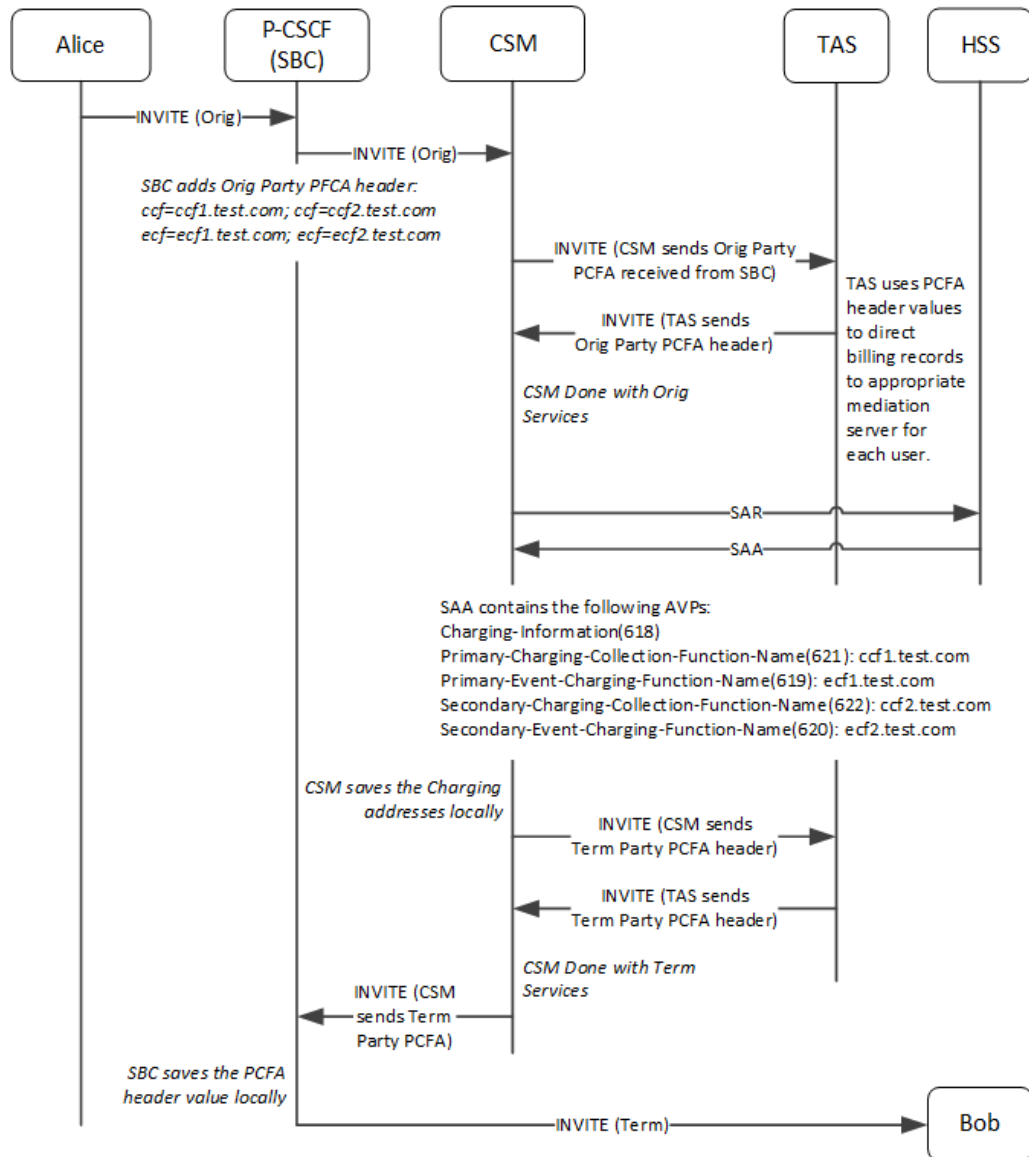 Alice
P-CSCF
(SBC)
CSM
TAS
HSS
INVITE (Orig)
INVITE (Orig)
SBC adds Orig Party PFCA header:
ccf=ccf1.test.com; ccf=ccf2.test.com
ecf=ecf1.test.com; ecf=ecf2.test.com
INVITE (CSM sends Orig Party
PCFA received from SBC)
INVITE (TAS sends
Orig Party PCFA header)
TAS uses PCFA
header values
to direct
billing records
to appropriate
mediation
server for
each user.
CSM Done with Orig
Services
SAR
SAA
SAA contains the following AVPs:
Charging-Information(618)
Primary-Charging-Collection-Function-Name(621): ccf1.test.com
Primary-Event-Charging-Function-Name(619): ecf1.test.com
Secondary-Charging-Collection-Function-Name(622): ccf2.test.com
Secondary-Event-Charging-Function-Name(620): ecf2.test.com
CSM saves the Charging
addresses locally
INVITE (CSM sends
Term Party PCFA header)
INVITE (TAS sends
Term Party PCFA header)
CSM Done with Term
Services
INVITE (CSM
sends Term
Party PCFA)
SBC saves the PCFA
header value locally
INVITE (Term)
Bob